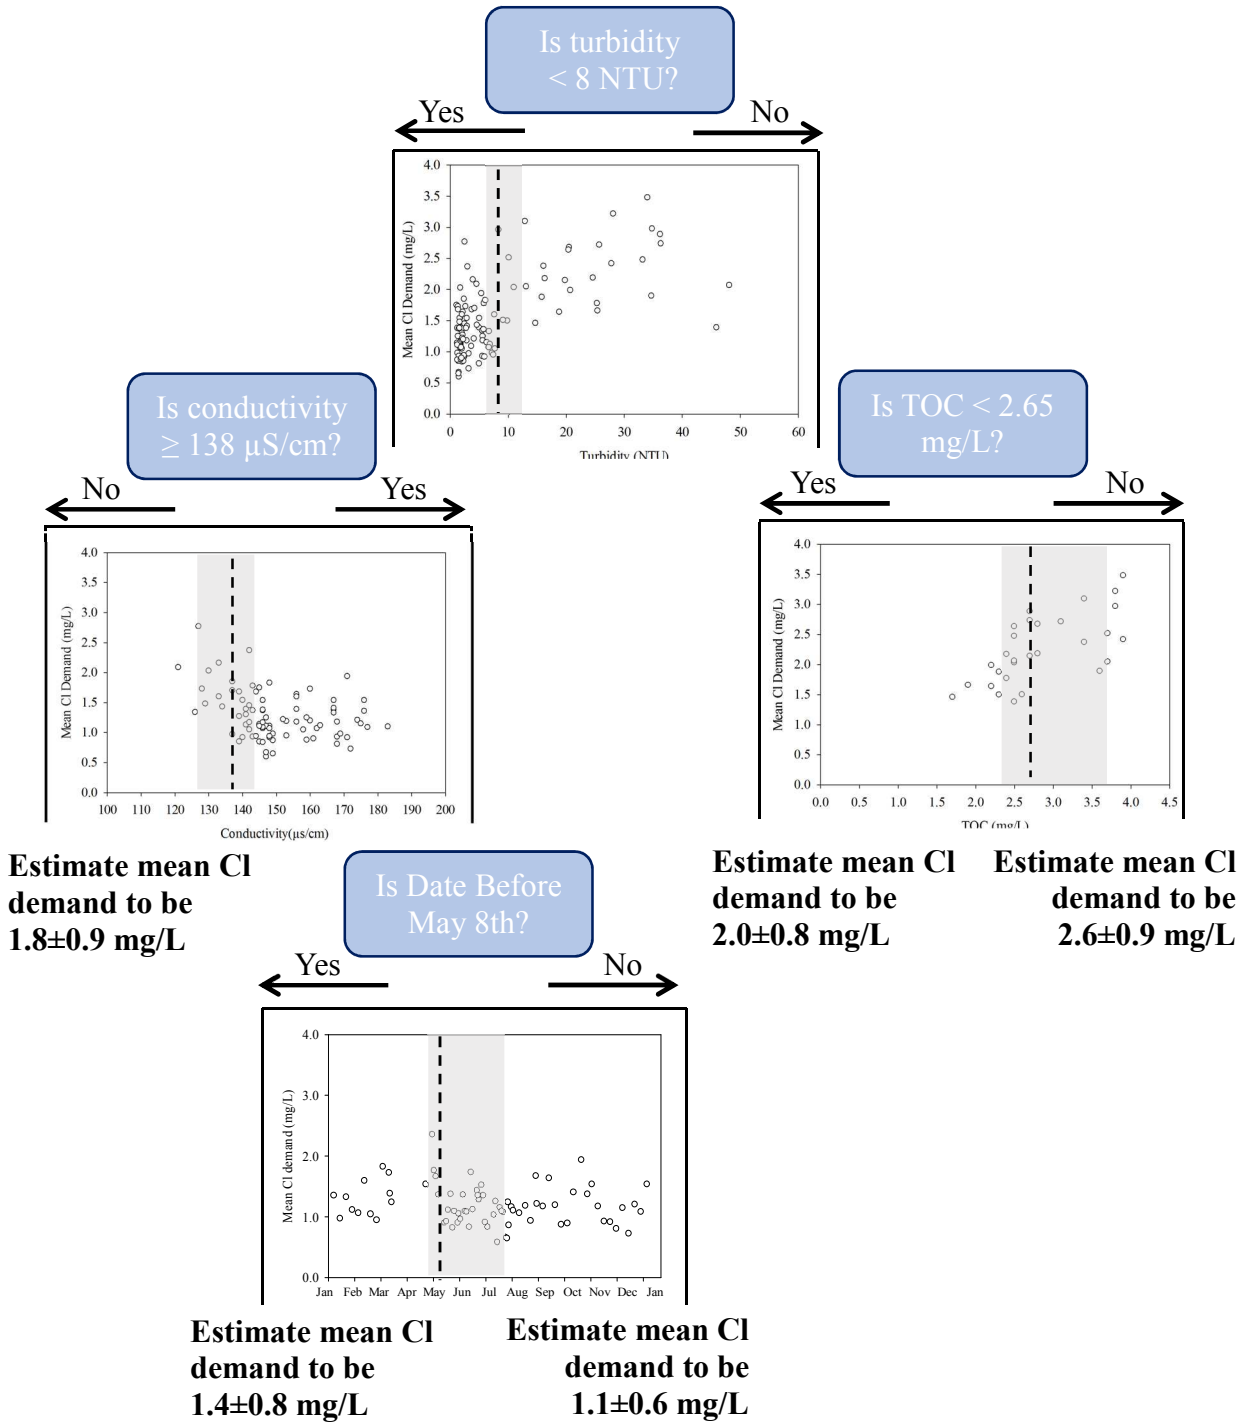 Is turbidity
< 8 NTU?
Yes
No
4.0
3.5
3.0
2.5
2.0
1.5
1.0
0.5
0.0
Mean Cl Demand (mg/L)
0 10 20 30 40 50 60
Turbidity (NTU)
Is conductivity
≥ 138 µS/cm?
No
Yes
4.0
3.5
3.0
2.5
2.0
1.5
1.0
0.5
0.0
Mean Cl Demand (mg/L)
100 110 120 130 140 150 160 170 180 190 200
Conductivity(µs/cm)
Is TOC < 2.65
mg/L?
Yes
No
4.0
3.5
3.0
2.5
2.0
1.5
1.0
0.5
0.0
Mean Cl Demand (mg/L)
0.0 0.5 1.0 1.5 2.0 2.5 3.0 3.5 4.0 4.5
TOC (mg/L)
Estimate mean Cl
demand to be
1.8±0.9 mg/L
Is Date Before
May 8th?
Yes
No
Estimate mean Cl
demand to be
2.0±0.8 mg/L
Estimate mean Cl
demand to be
2.6±0.9 mg/L
4.0
3.0
2.0
1.0
0.0
Mean Cl demand (mg/L)
Jan Feb Mar Apr May Jun Jul Aug Sep Oct Nov Dec Jan
Estimate mean Cl
demand to be
1.4±0.8 mg/L
Estimate mean Cl
demand to be
1.1±0.6 mg/L